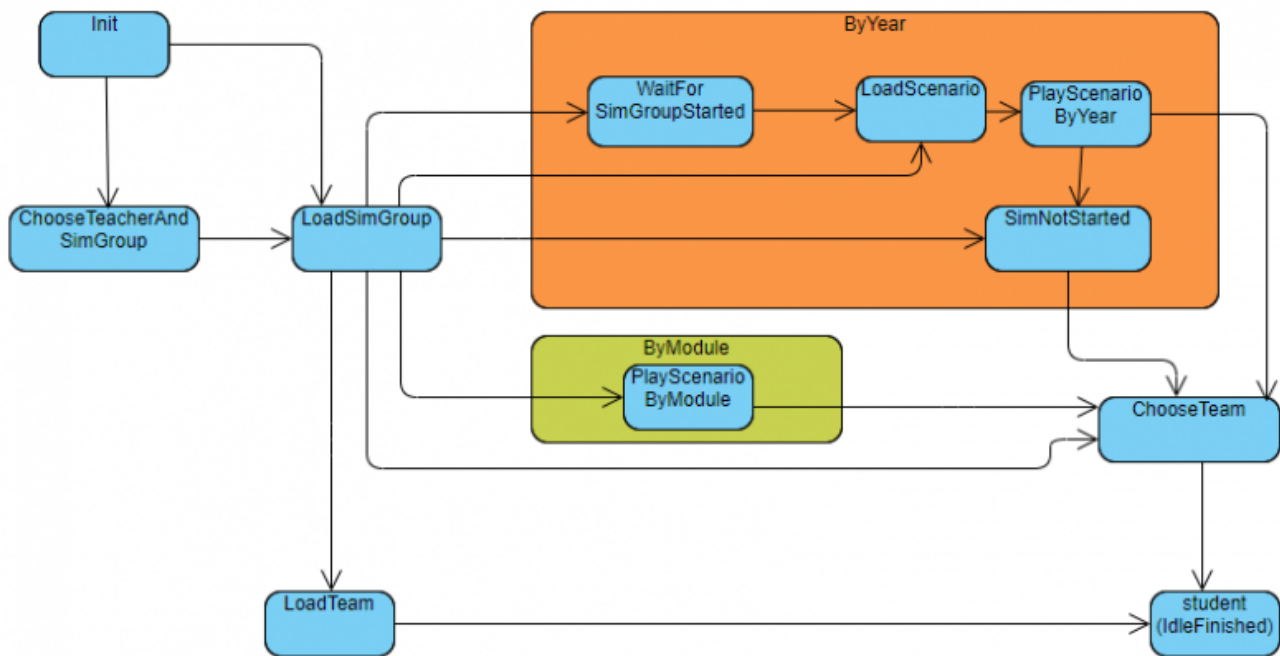 Init
ByYear
WaitFor
SimGroupStarted
LoadScenario
PlayScenario
ByYear
ChooseTeacherAnd
SimGroup
LoadSimGroup
SimNotStarted
ByModule
PlayScenario
ByModule
ChooseTeam
LoadTeam
student
(IdleFinished)